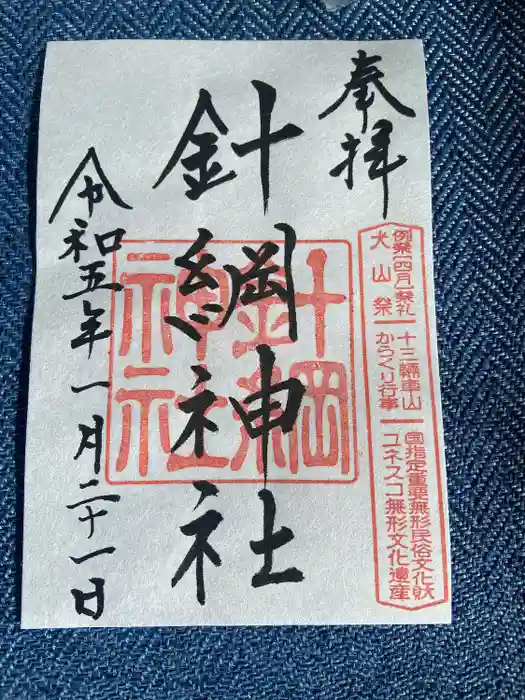 奉拝
例祭(四月)祭礼
犬山祭
十三輛車山
からくり行事
国指定重要無形民俗文化財
ユネスコ無形文化遺産
針綱神社
針綱
神社
令和五年一月二十一日